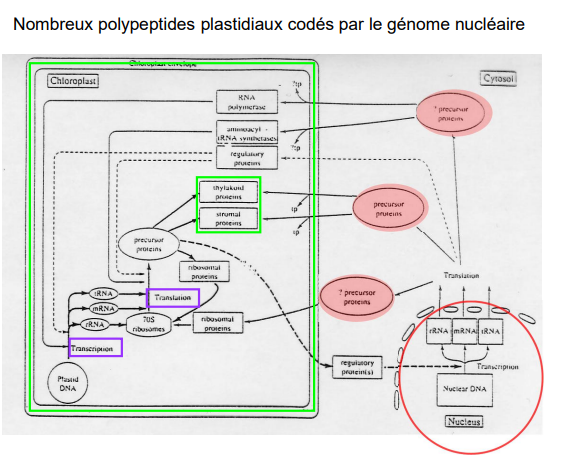 Nombreux polypeptides plastidiaux codés par le génome nucléaire
Chloroplast envelope
Chloroplast
Cytosol
RNA
polymerase
? precursor
proteins
aminoacyl -
tRNA synthetases
regulatory
proteins
thylakoid
proteins
stromal
proteins
tp
tp
precursor
proteins
precursor
proteins
ribosomal
proteins
Translation
? precursor
proteins
tRNA
mRNA
rRNA
Translation
70S
ribosomes
ribosomal
proteins
rRNA
mRNA
tRNA
Transcription
regulatory
protein(s)
Transcription
Plastid
DNA
Nuclear DNA
Nucleus